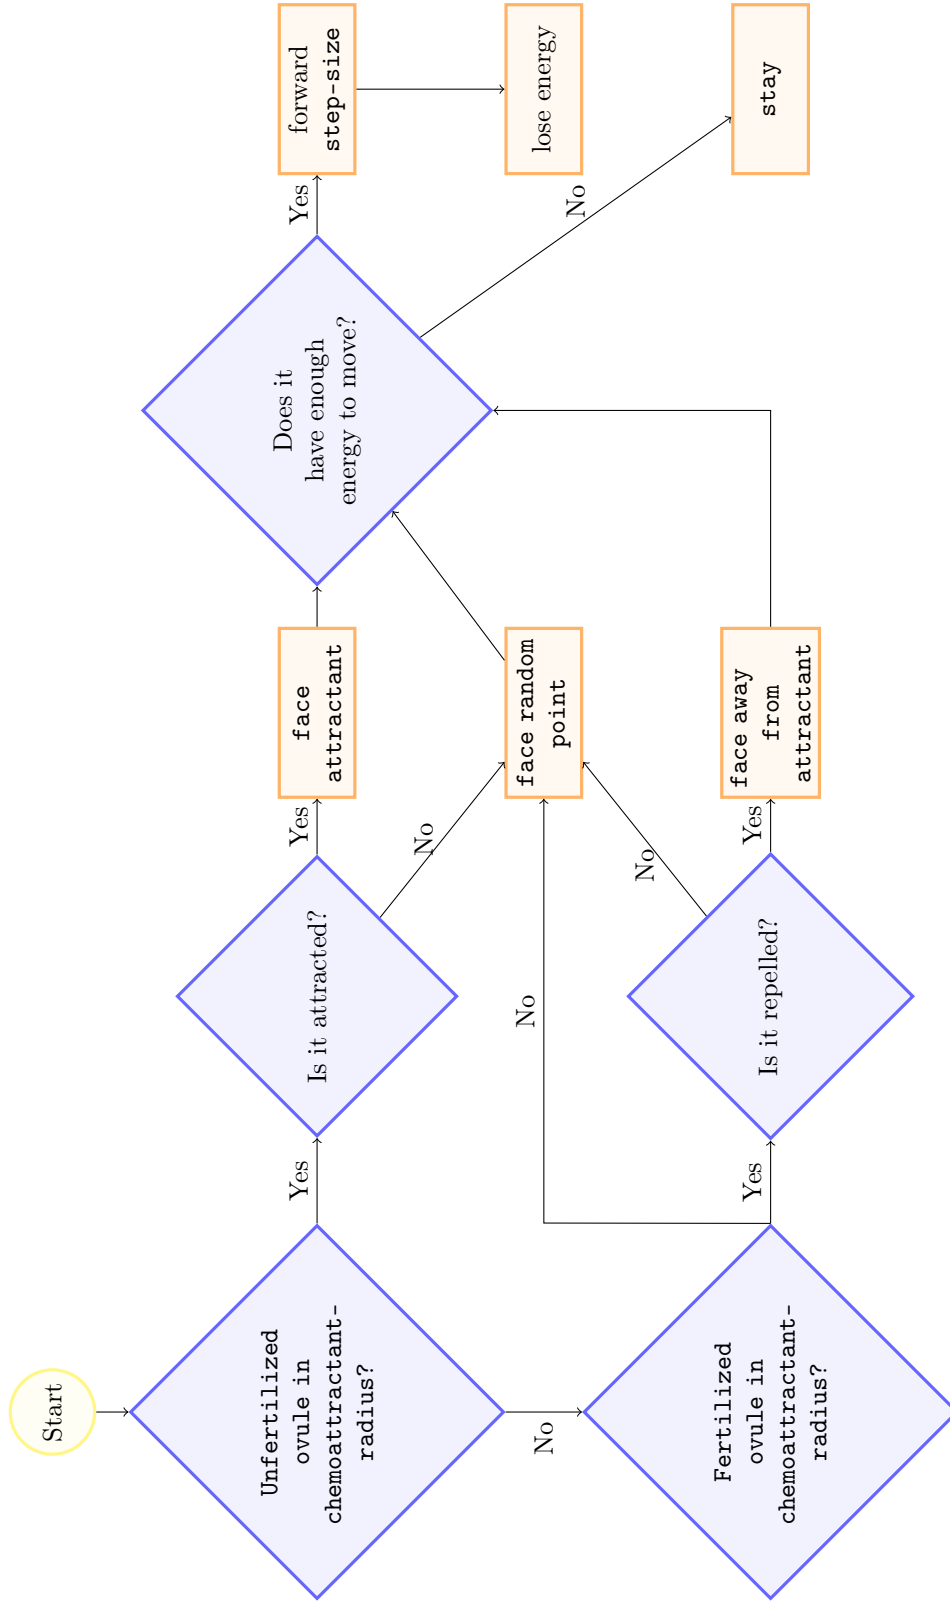 Start
Unfertilized
ovule in
chemoattractant-
radius?
Yes
Is it attracted?
Yes
face
attractant
Does it
have enough
energy to move?
Yes
forward
step-size
No
No
No
face random
point
No
lose energy
Fertilized
ovule in
chemoattractant-
radius?
Yes
Is it repelled?
No
Yes
face away
from
attractant
stay